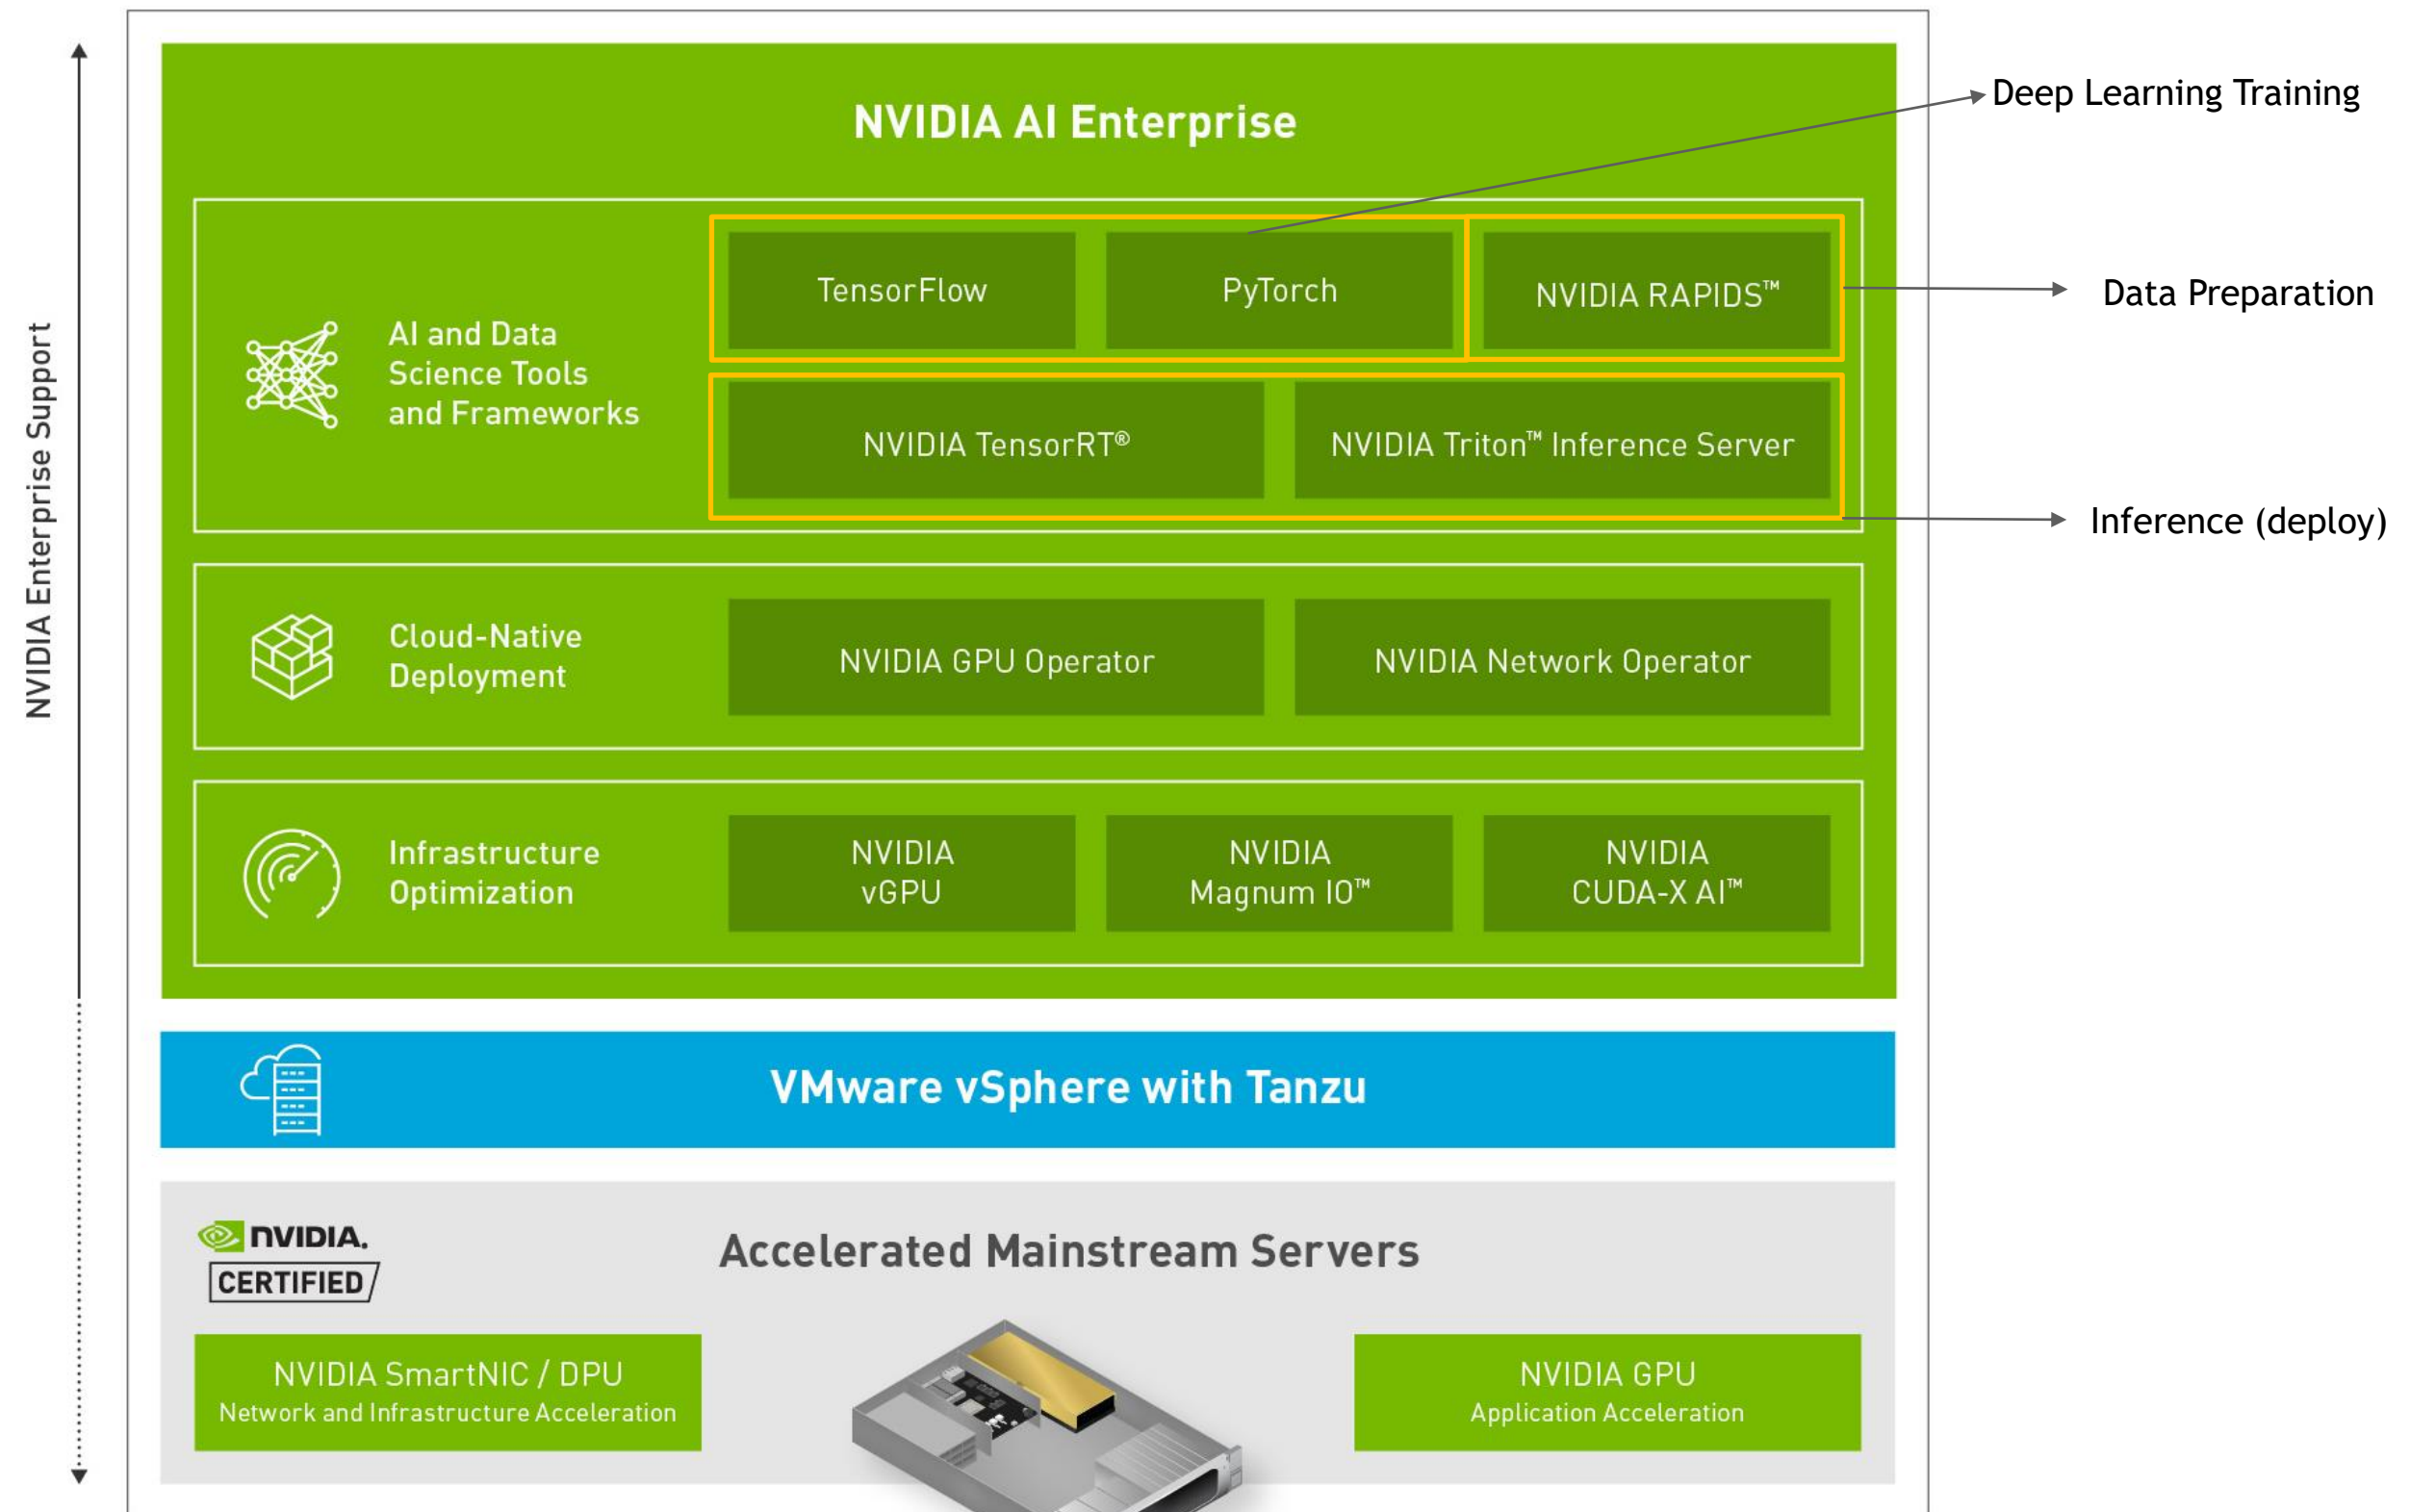 NVIDIA Enterprise Support
NVIDIA AI Enterprise
Deep Learning Training
AI and Data
Science Tools
and Frameworks
TensorFlow
PyTorch
NVIDIA RAPIDS™
Data Preparation
NVIDIA TensorRT®
NVIDIA Triton™ Inference Server
Inference (deploy)
Cloud-Native
Deployment
NVIDIA GPU Operator
NVIDIA Network Operator
Infrastructure
Optimization
NVIDIA
vGPU
NVIDIA
Magnum IO™
NVIDIA
CUDA-X AI™
VMware vSphere with Tanzu
NVIDIA.
CERTIFIED
Accelerated Mainstream Servers
NVIDIA SmartNIC / DPU
Network and Infrastructure Acceleration
NVIDIA GPU
Application Acceleration